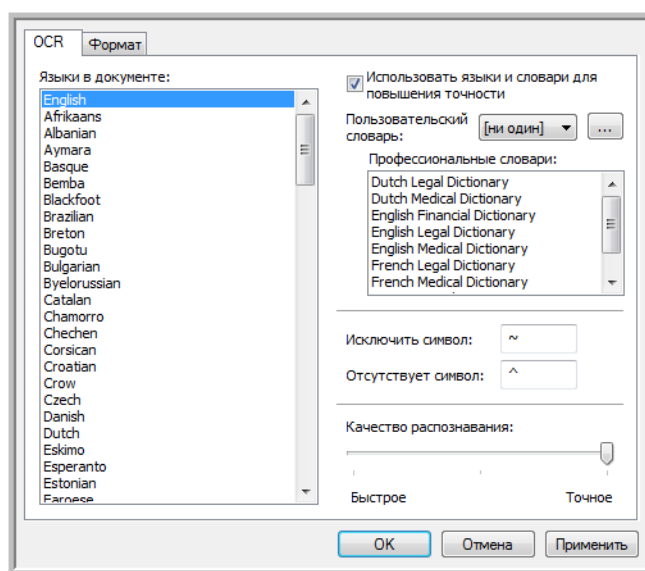 OCR
Формат
Языки в документе:
English
Afrikaans
Albanian
Aymara
Basque
Bemba
Blackfoot
Brazilian
Breton
Bugotu
Bulgarian
Byelorussian
Catalan
Chamorro
Chechen
Corsican
Croatian
Crow
Czech
Danish
Dutch
Eskimo
Esperanto
Estonian
Faroese
Использовать языки и словари для
повышения точности
Пользовательский
словарь:
[ни один]
...
Профессиональные словари:
Dutch Legal Dictionary
Dutch Medical Dictionary
English Financial Dictionary
English Legal Dictionary
English Medical Dictionary
French Legal Dictionary
French Medical Dictionary
Исключить символ: ~
Отсутствует символ: ^
Качество распознавания:
Быстрое Точное
OK Отмена Применить